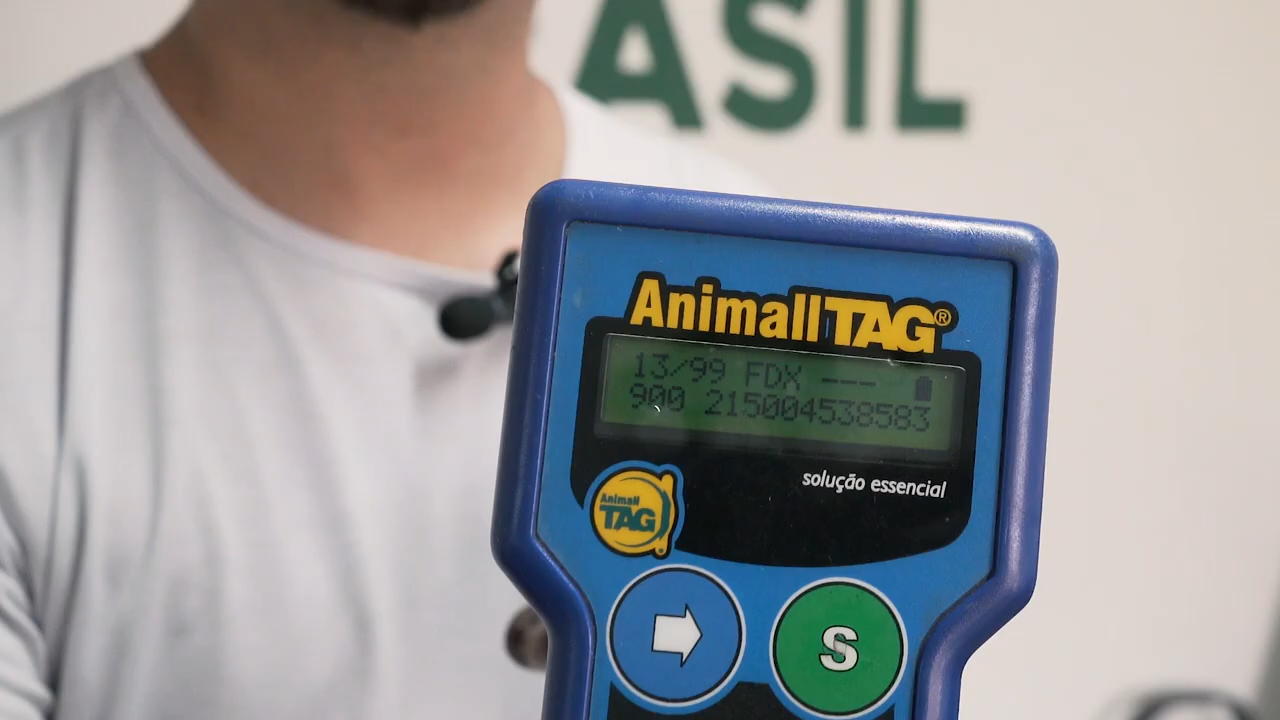 ASIL
AnimallTAG®
13/99 FDX ---
900 215004538583
solução essencial
Animall
TAG
S